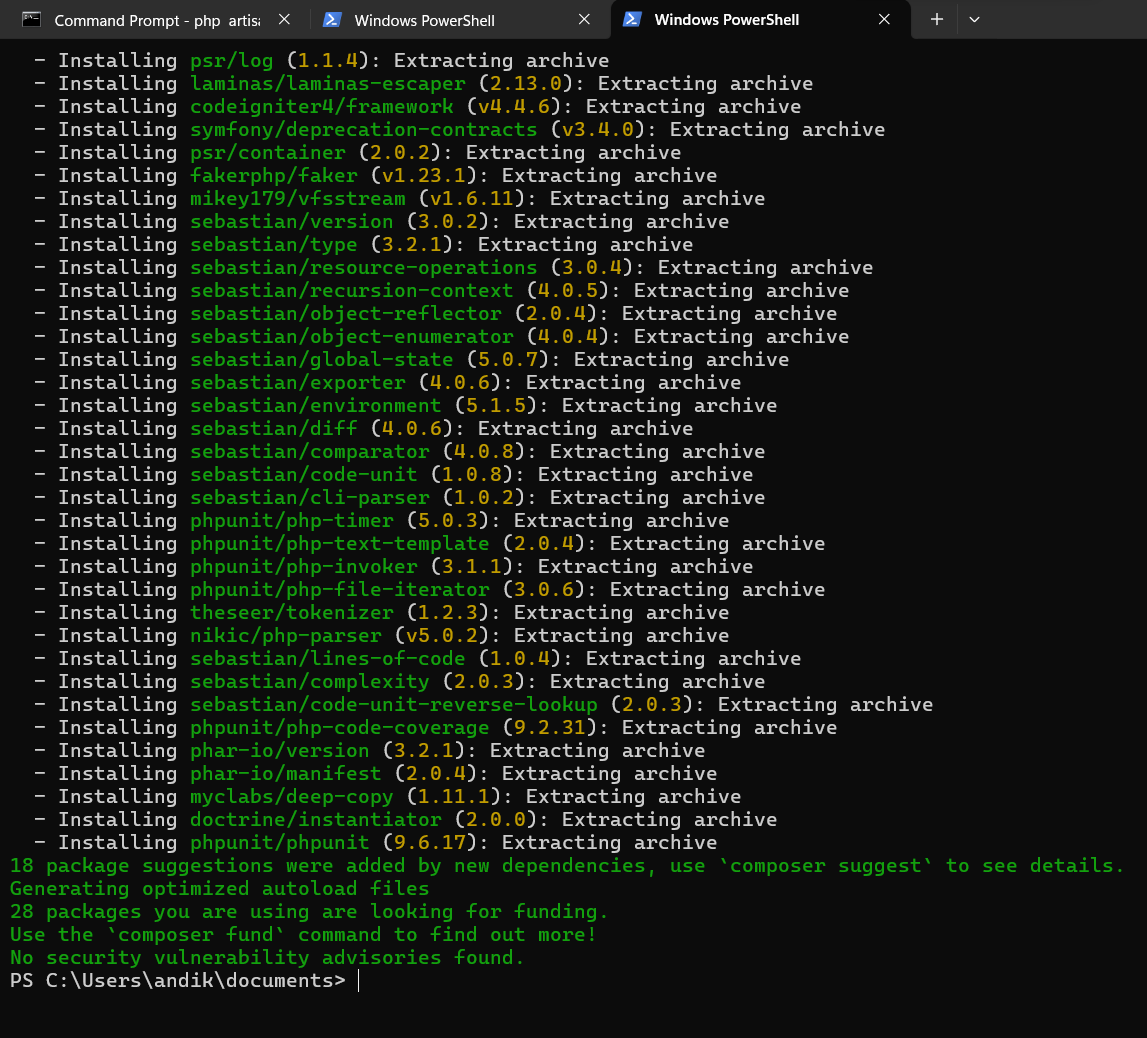 Command Prompt - php artisa
Windows PowerShell
Windows PowerShell
- Installing psr/log (1.1.4): Extracting archive
- Installing laminas/laminas-escaper (2.13.0): Extracting archive
- Installing codeigniter4/framework (v4.4.6): Extracting archive
- Installing symfony/deprecation-contracts (v3.4.0): Extracting archive
- Installing psr/container (2.0.2): Extracting archive
- Installing fakerphp/faker (v1.23.1): Extracting archive
- Installing mikey179/vfsstream (v1.6.11): Extracting archive
- Installing sebastian/version (3.0.2): Extracting archive
- Installing sebastian/type (3.2.1): Extracting archive
- Installing sebastian/resource-operations (3.0.4): Extracting archive
- Installing sebastian/recursion-context (4.0.5): Extracting archive
- Installing sebastian/object-reflector (2.0.4): Extracting archive
- Installing sebastian/object-enumerator (4.0.4): Extracting archive
- Installing sebastian/global-state (5.0.7): Extracting archive
- Installing sebastian/exporter (4.0.6): Extracting archive
- Installing sebastian/environment (5.1.5): Extracting archive
- Installing sebastian/diff (4.0.6): Extracting archive
- Installing sebastian/comparator (4.0.8): Extracting archive
- Installing sebastian/code-unit (1.0.8): Extracting archive
- Installing sebastian/cli-parser (1.0.2): Extracting archive
- Installing phpunit/php-timer (5.0.3): Extracting archive
- Installing phpunit/php-text-template (2.0.4): Extracting archive
- Installing phpunit/php-invoker (3.1.1): Extracting archive
- Installing phpunit/php-file-iterator (3.0.6): Extracting archive
- Installing theseer/tokenizer (1.2.3): Extracting archive
- Installing nikic/php-parser (v5.0.2): Extracting archive
- Installing sebastian/lines-of-code (1.0.4): Extracting archive
- Installing sebastian/complexity (2.0.3): Extracting archive
- Installing sebastian/code-unit-reverse-lookup (2.0.3): Extracting archive
- Installing phpunit/php-code-coverage (9.2.31): Extracting archive
- Installing phar-io/version (3.2.1): Extracting archive
- Installing phar-io/manifest (2.0.4): Extracting archive
- Installing myclabs/deep-copy (1.11.1): Extracting archive
- Installing doctrine/instantiator (2.0.0): Extracting archive
- Installing phpunit/phpunit (9.6.17): Extracting archive
18 package suggestions were added by new dependencies, use `composer suggest` to see details.
Generating optimized autoload files
28 packages you are using are looking for funding.
Use the `composer fund` command to find out more!
No security vulnerability advisories found.
PS C:\Users\andik\documents>